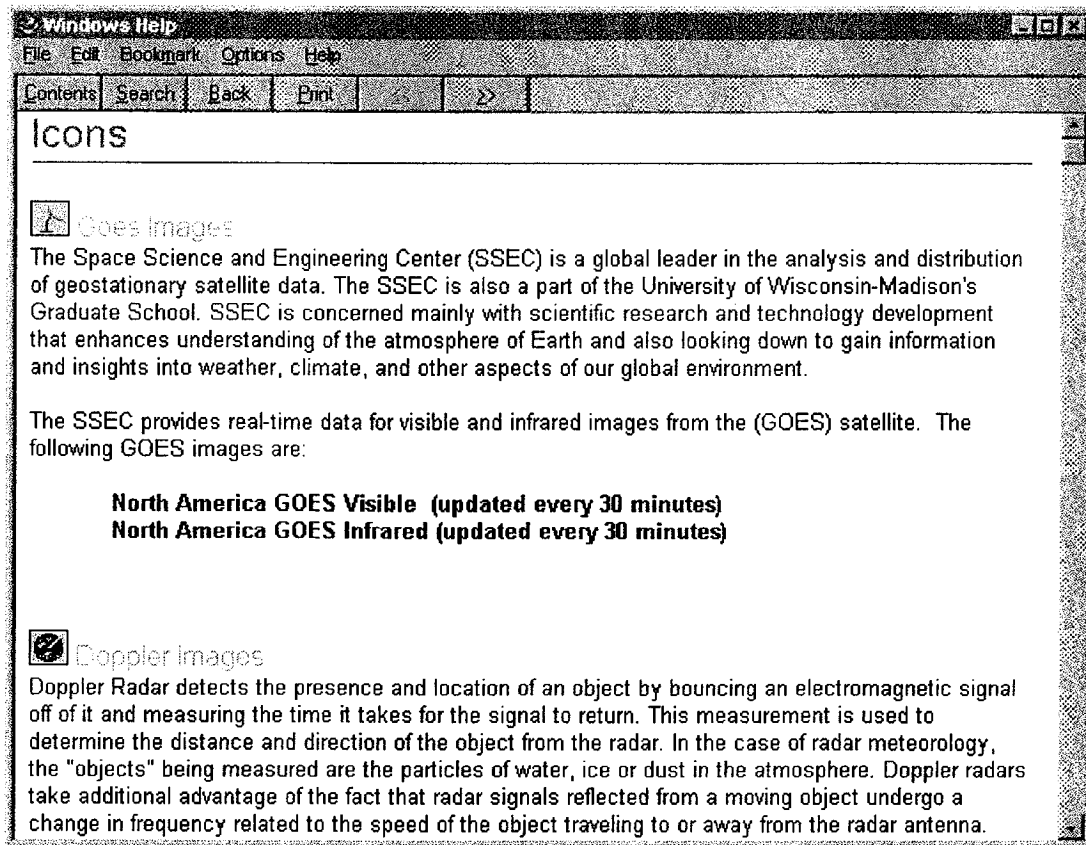 Windows Help
File Edit Bookmark Options Help
Contents Search Back Print << >>
Icons
Goes Images
The Space Science and Engineering Center (SSEC) is a global leader in the analysis and distribution
of geostationary satellite data. The SSEC is also a part of the University of Wisconsin-Madison's
Graduate School. SSEC is concerned mainly with scientific research and technology development
that enhances understanding of the atmosphere of Earth and also looking down to gain information
and insights into weather, climate, and other aspects of our global environment.
The SSEC provides real-time data for visible and infrared images from the (GOES) satellite. The
following GOES images are:
North America GOES Visible (updated every 30 minutes)
North America GOES Infrared (updated every 30 minutes)
Doppler Images
Doppler Radar detects the presence and location of an object by bouncing an electromagnetic signal
off of it and measuring the time it takes for the signal to return. This measurement is used to
determine the distance and direction of the object from the radar. In the case of radar meteorology,
the "objects" being measured are the particles of water, ice or dust in the atmosphere. Doppler radars
take additional advantage of the fact that radar signals reflected from a moving object undergo a
change in frequency related to the speed of the object traveling to or away from the radar antenna.